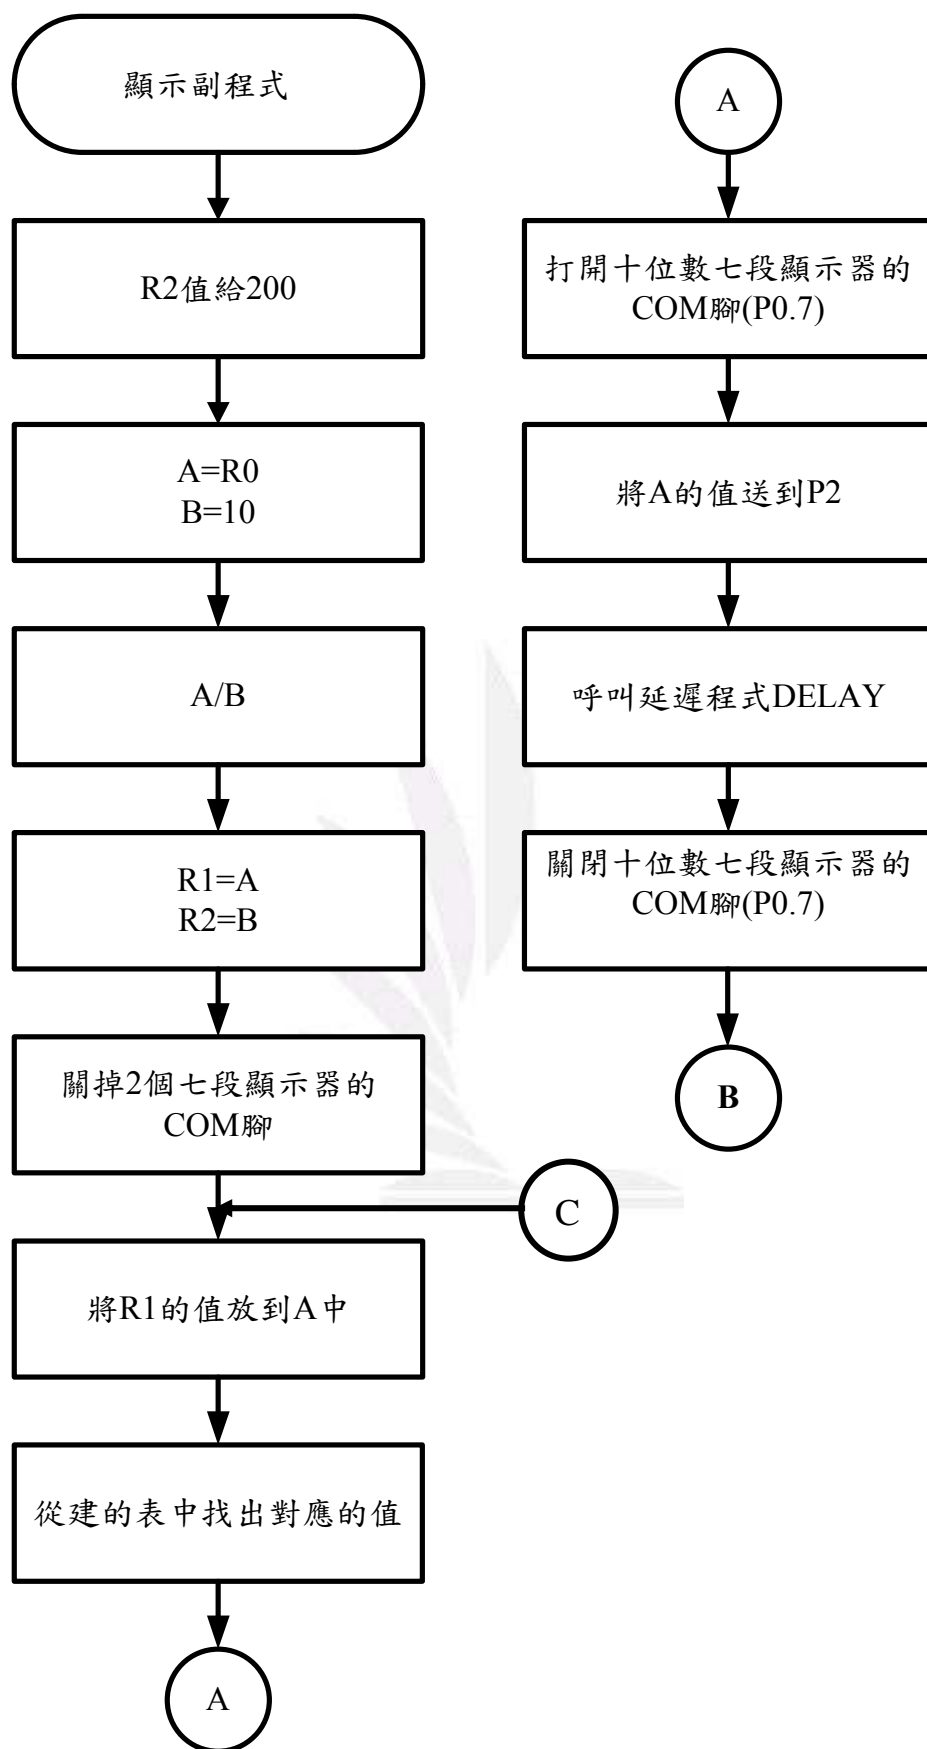 顯示副程式
R2值給200
A=R0
B=10
A/B
R1=A
R2=B
關掉2個七段顯示器的
COM腳
C
將R1的值放到A中
從建的表中找出對應的值
A
A
打開十位數七段顯示器的
COM腳(P0.7)
將A的值送到P2
呼叫延遲程式DELAY
關閉十位數七段顯示器的
COM腳(P0.7)
B